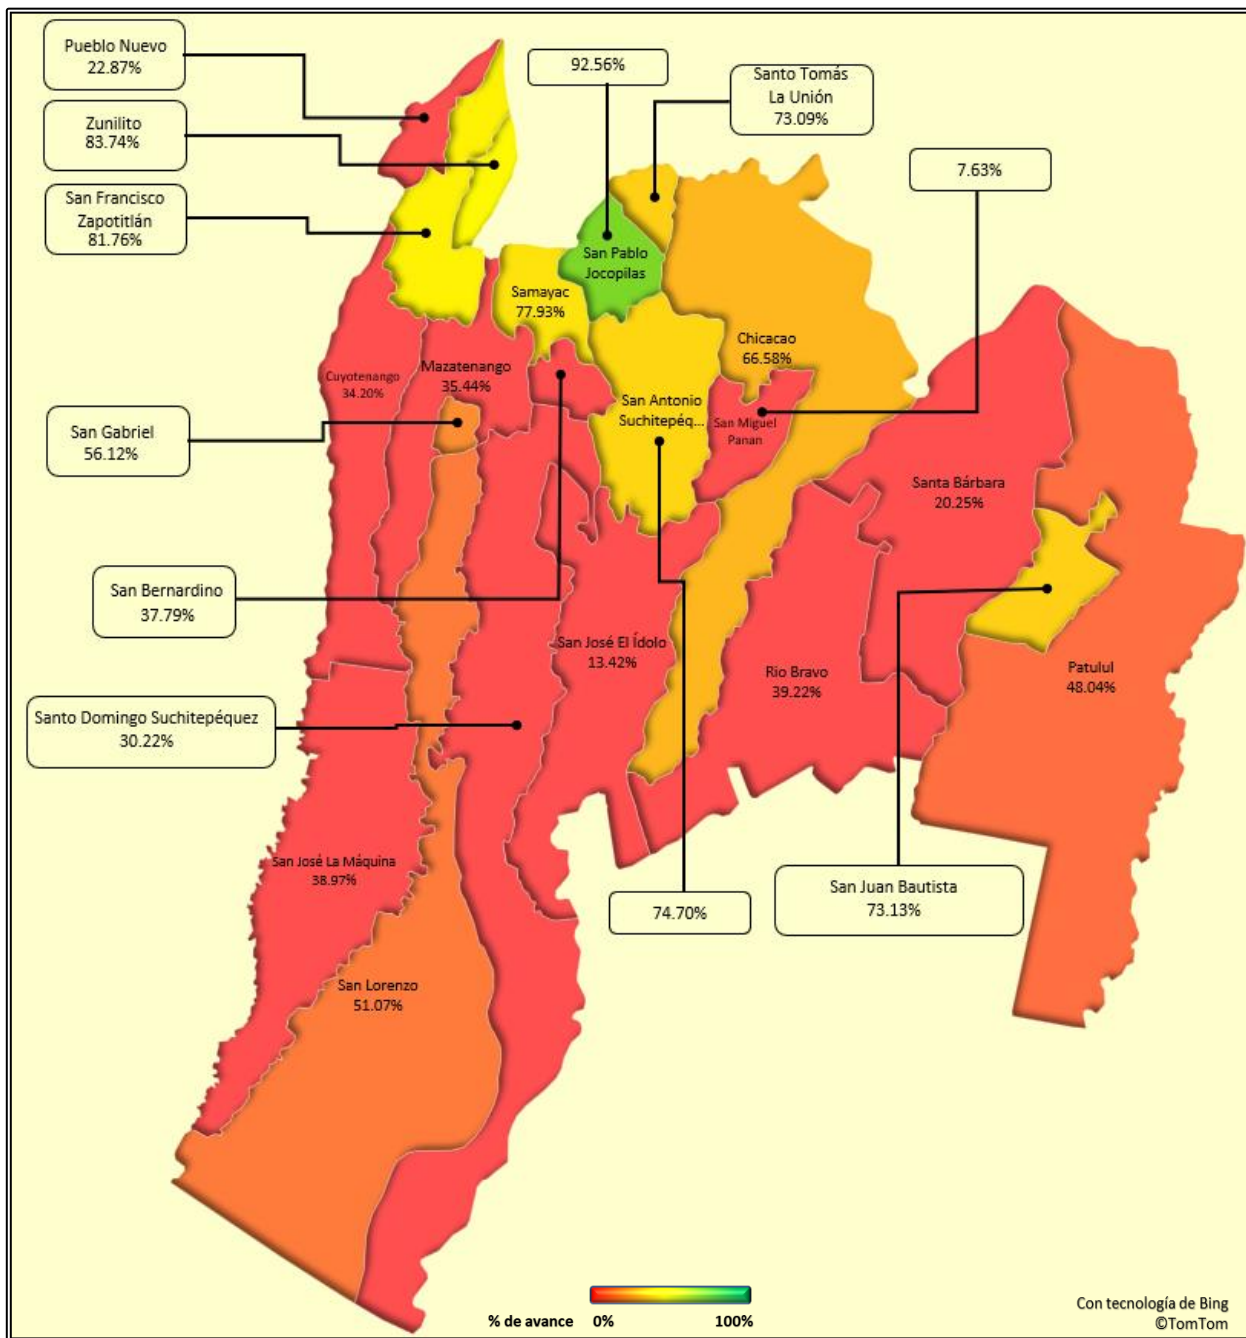 Pueblo Nuevo
22.87%
92.56%
Santo Tomás
La Unión
73.09%
Zunilito
83.74%
7.63%
San Francisco
Zapotitlán
81.76%
San Pablo
Jocopilas
Samayac
77.93%
Chicacao
66.58%
Mazatenango
35.44%
Cuyotenango
34.20%
San Antonio
Suchitepéq...
San Miguel
Panan
San Gabriel
56.12%
Santa Bárbara
20.25%
San Bernardino
37.79%
San José El Ídolo
13.42%
Rio Bravo
39.22%
Patulul
48.04%
Santo Domingo Suchitepéquez
30.22%
San José La Máquina
38.97%
74.70%
San Juan Bautista
73.13%
San Lorenzo
51.07%
% de avance 0% 100%
Con tecnología de Bing
©TomTom